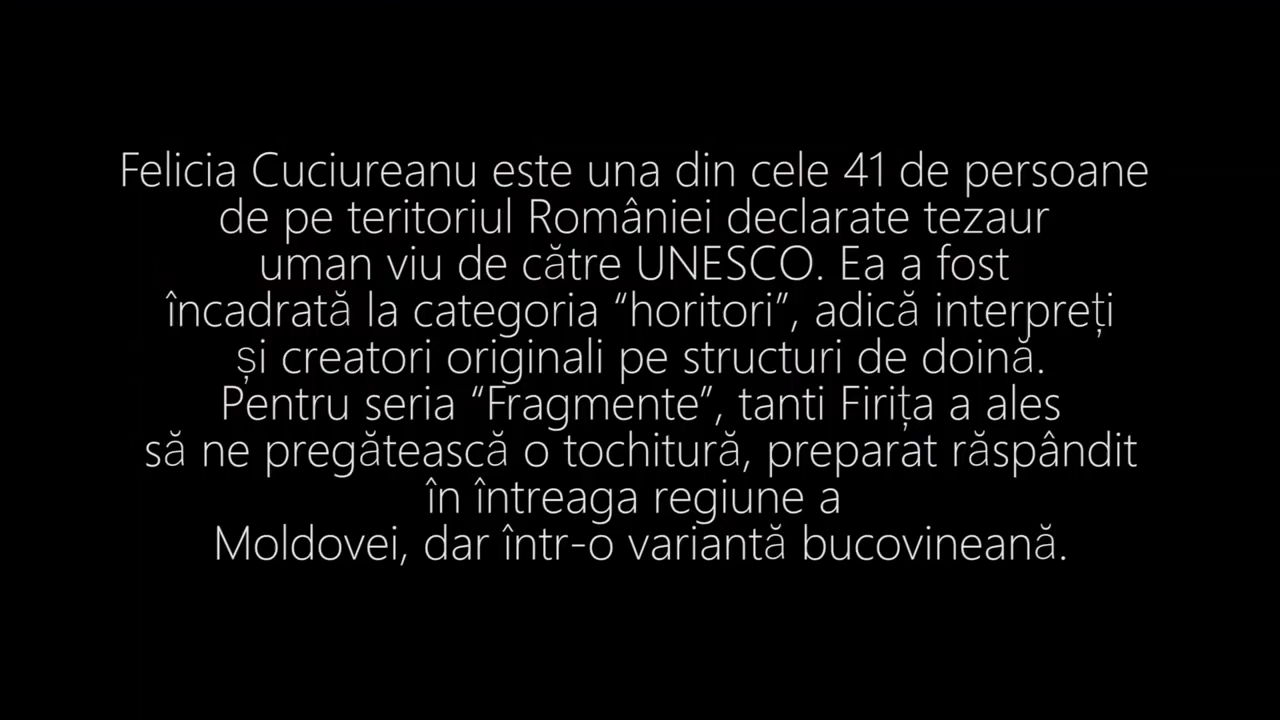 Felicia Cuciureanu este una din cele 41 de persoane
de pe teritoriul României declarate tezaur
uman viu de către UNESCO. Ea a fost
încadrată la categoria “horitori”, adică interpreți
și creatori originali pe structuri de doină.
Pentru seria “Fragmente”, tanti Firița a ales
să ne pregătească o tochitură, preparat răspândit
în întreaga regiune a
Moldovei, dar într-o variantă bucovineană.